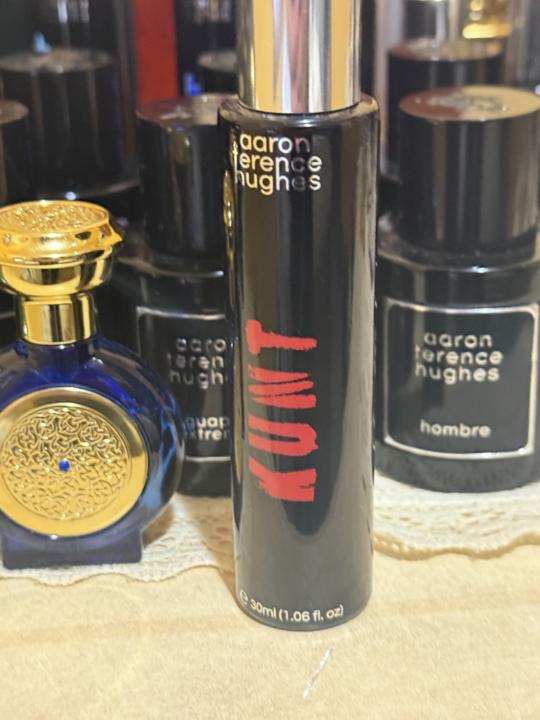 aaron
terence
hughes
KUNT
℮ 30ml (1.06 fl. oz)
aaron
terence
hughes
hombre